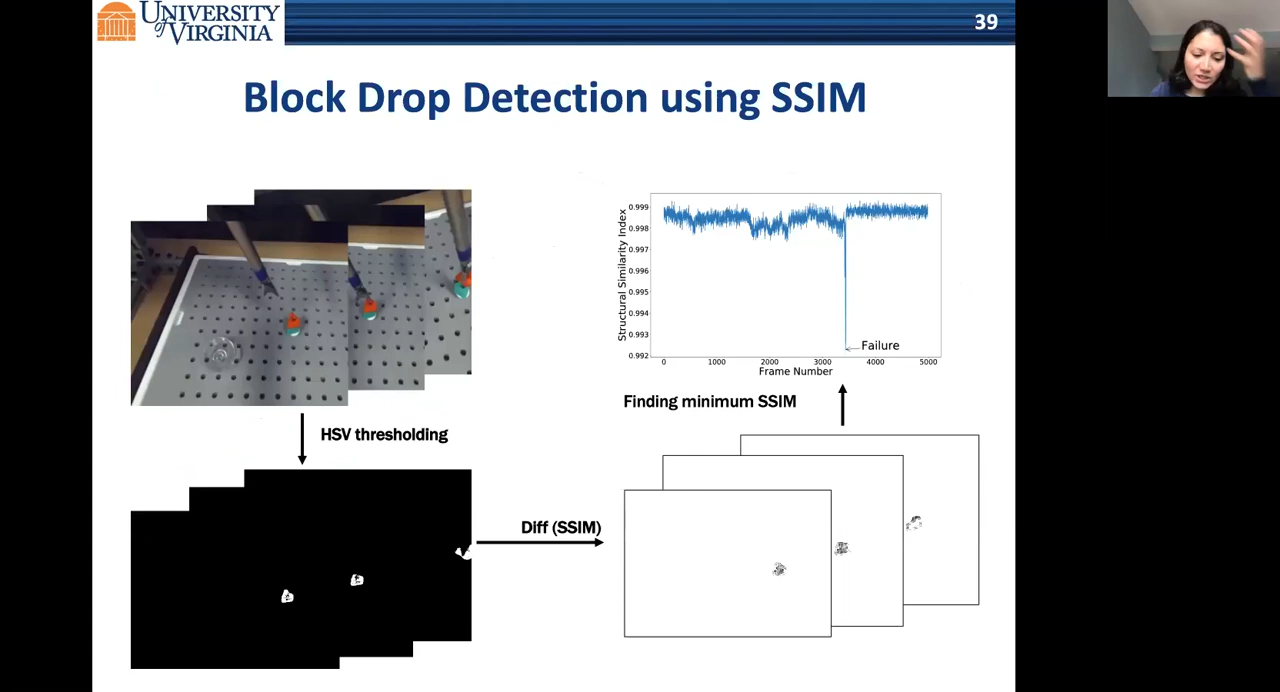 UNIVERSITY
of VIRGINIA
39
Block Drop Detection using SSIM
Structural Similarity Index
0.999
0.998
0.997
0.996
0.995
0.994
0.993
0.992
Failure
0 1000 2000 3000 4000 5000
Frame Number
Finding minimum SSIM
HSV thresholding
Diff (SSIM)